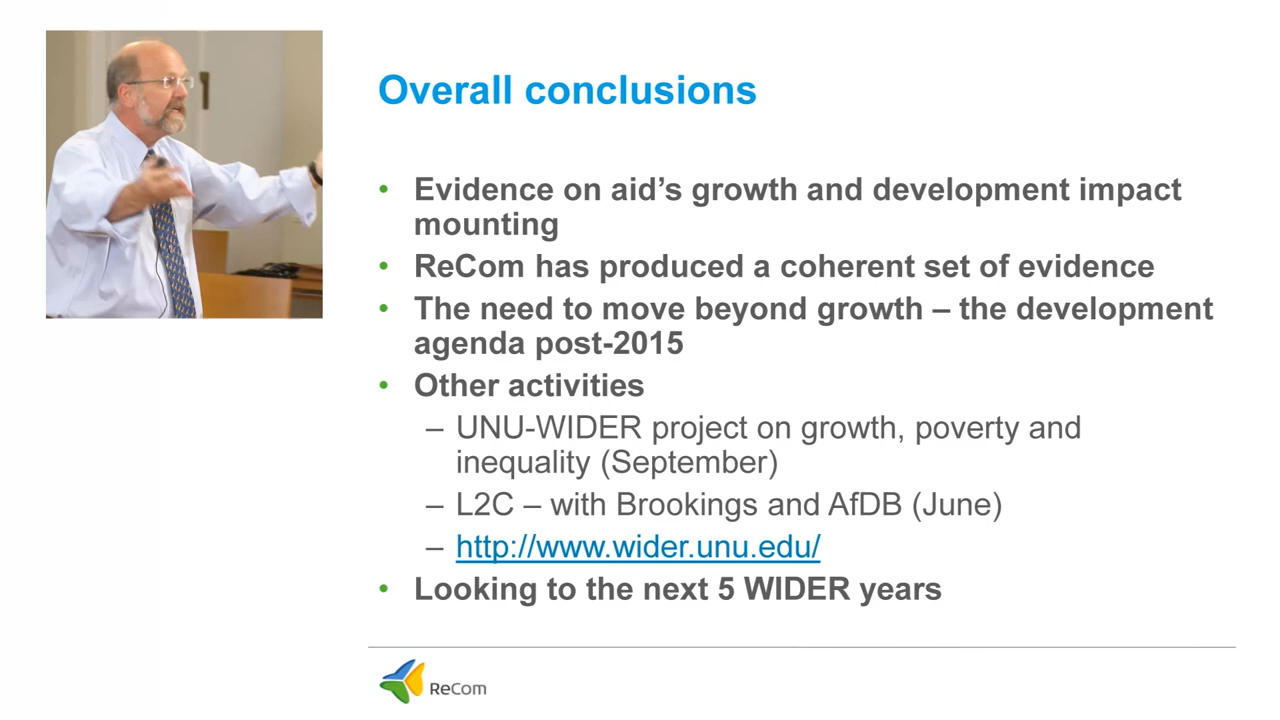 Overall conclusions
• Evidence on aid’s growth and development impact
mounting
• ReCom has produced a coherent set of evidence
• The need to move beyond growth – the development
agenda post-2015
• Other activities
– UNU-WIDER project on growth, poverty and
inequality (September)
– L2C – with Brookings and AfDB (June)
– http://www.wider.unu.edu/
• Looking to the next 5 WIDER years
ReCom